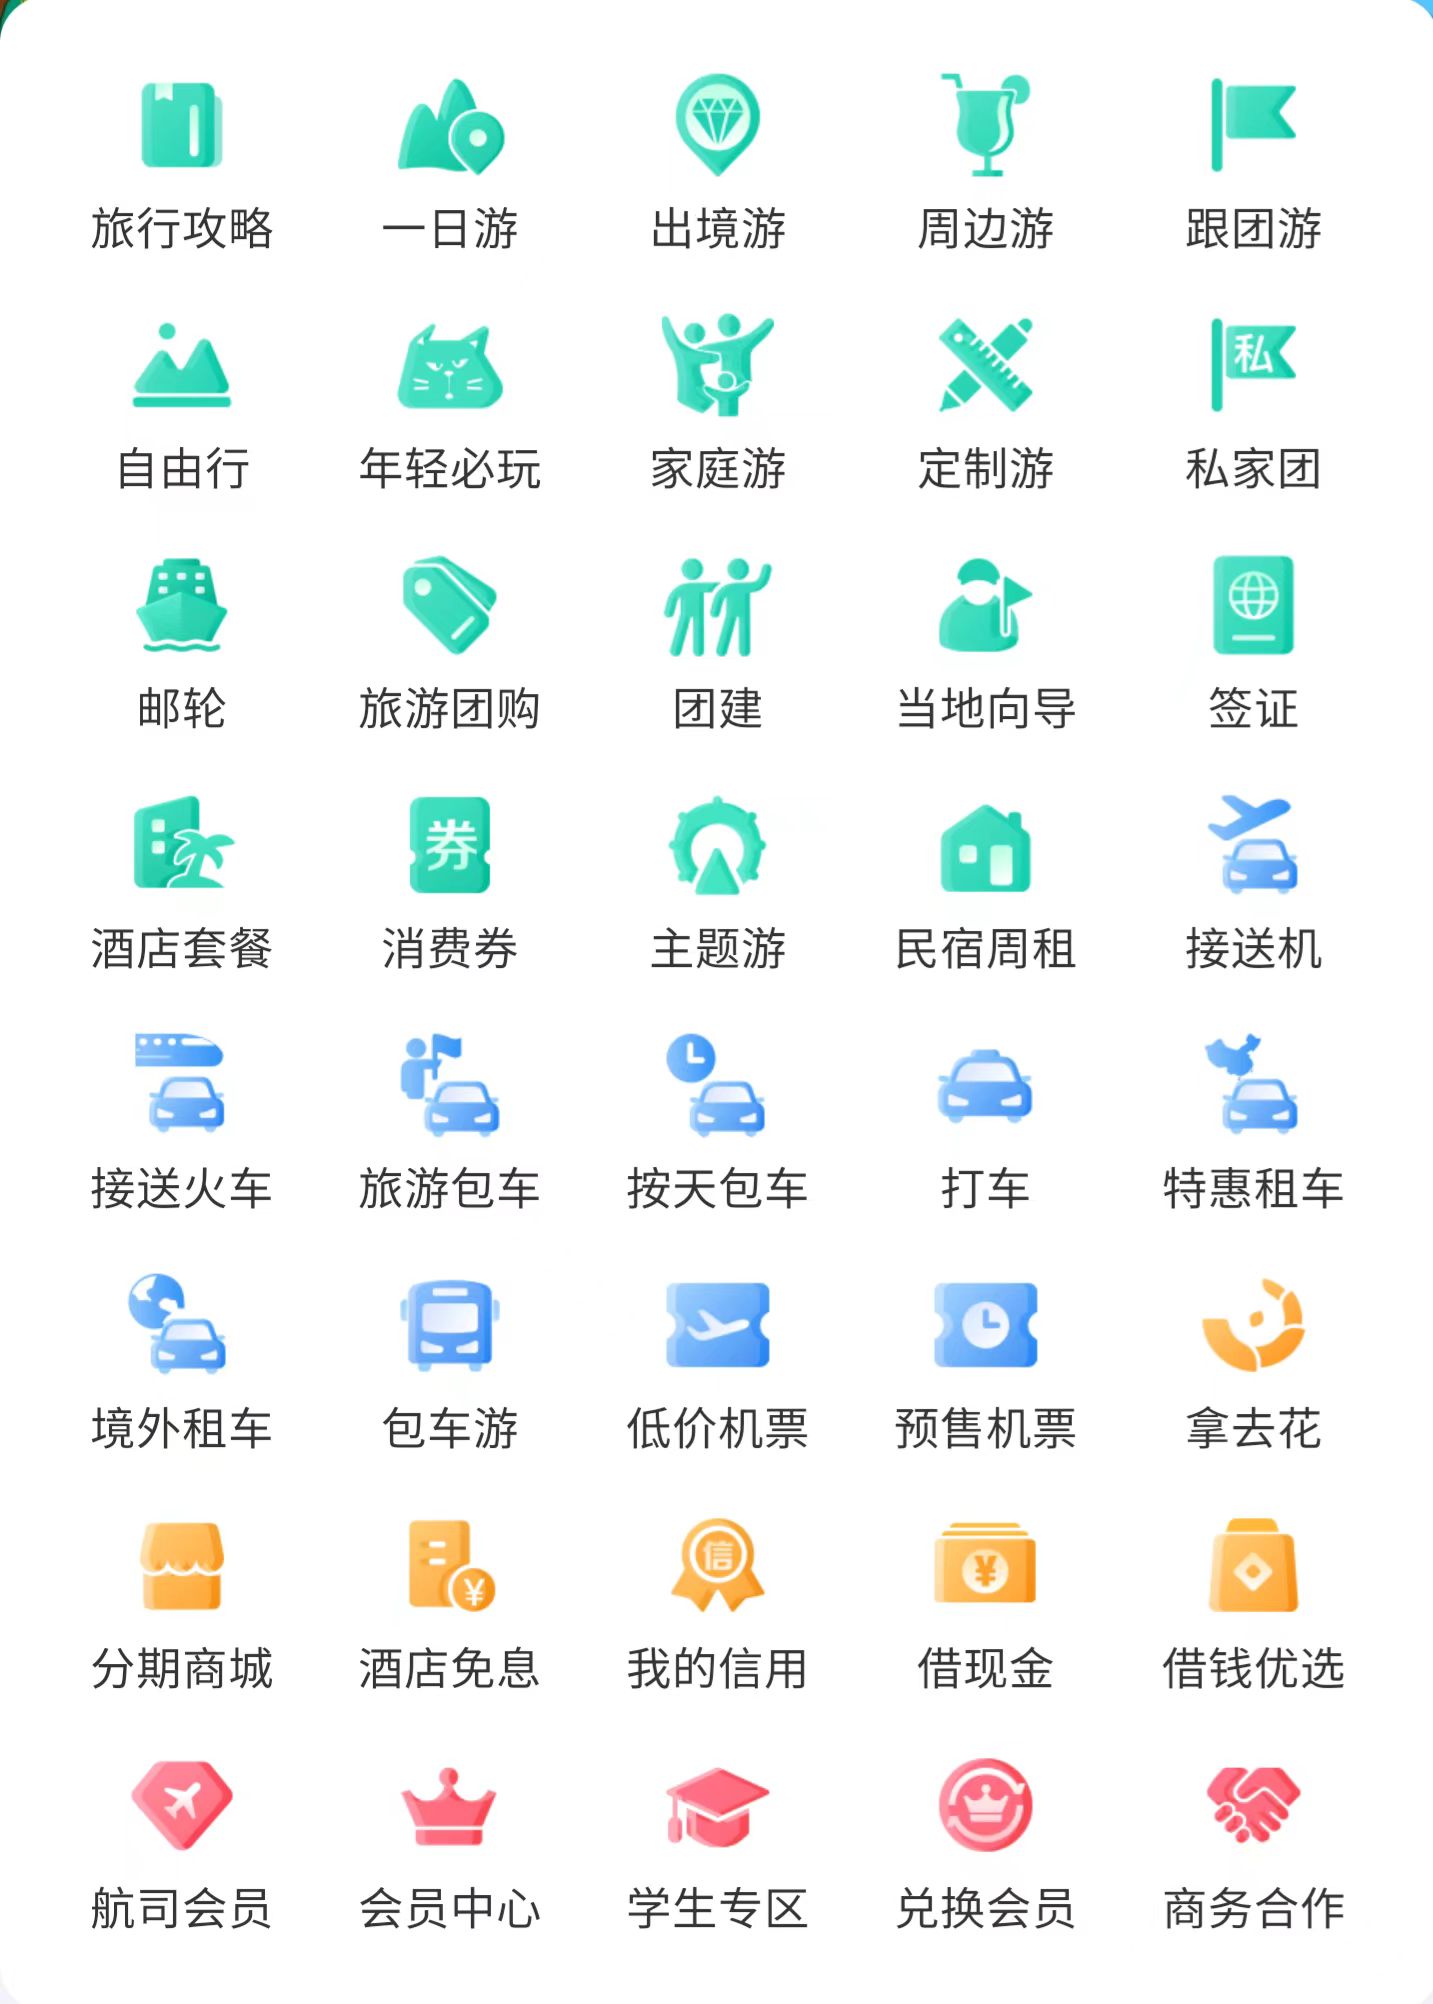 旅行攻略 一日游 出境游 周边游 跟团游
私
自由行 年轻必玩 家庭游 定制游 私家团
邮轮 旅游团购 团建 当地向导 签证
券
酒店套餐 消费券 主题游 民宿周租 接送机
接送火车 旅游包车 按天包车 打车 特惠租车
境外租车 包车游 低价机票 预售机票 拿去花
¥ 信 ¥
分期商城 酒店免息 我的信用 借现金 借钱优选
航司会员 会员中心 学生专区 兑换会员 商务合作